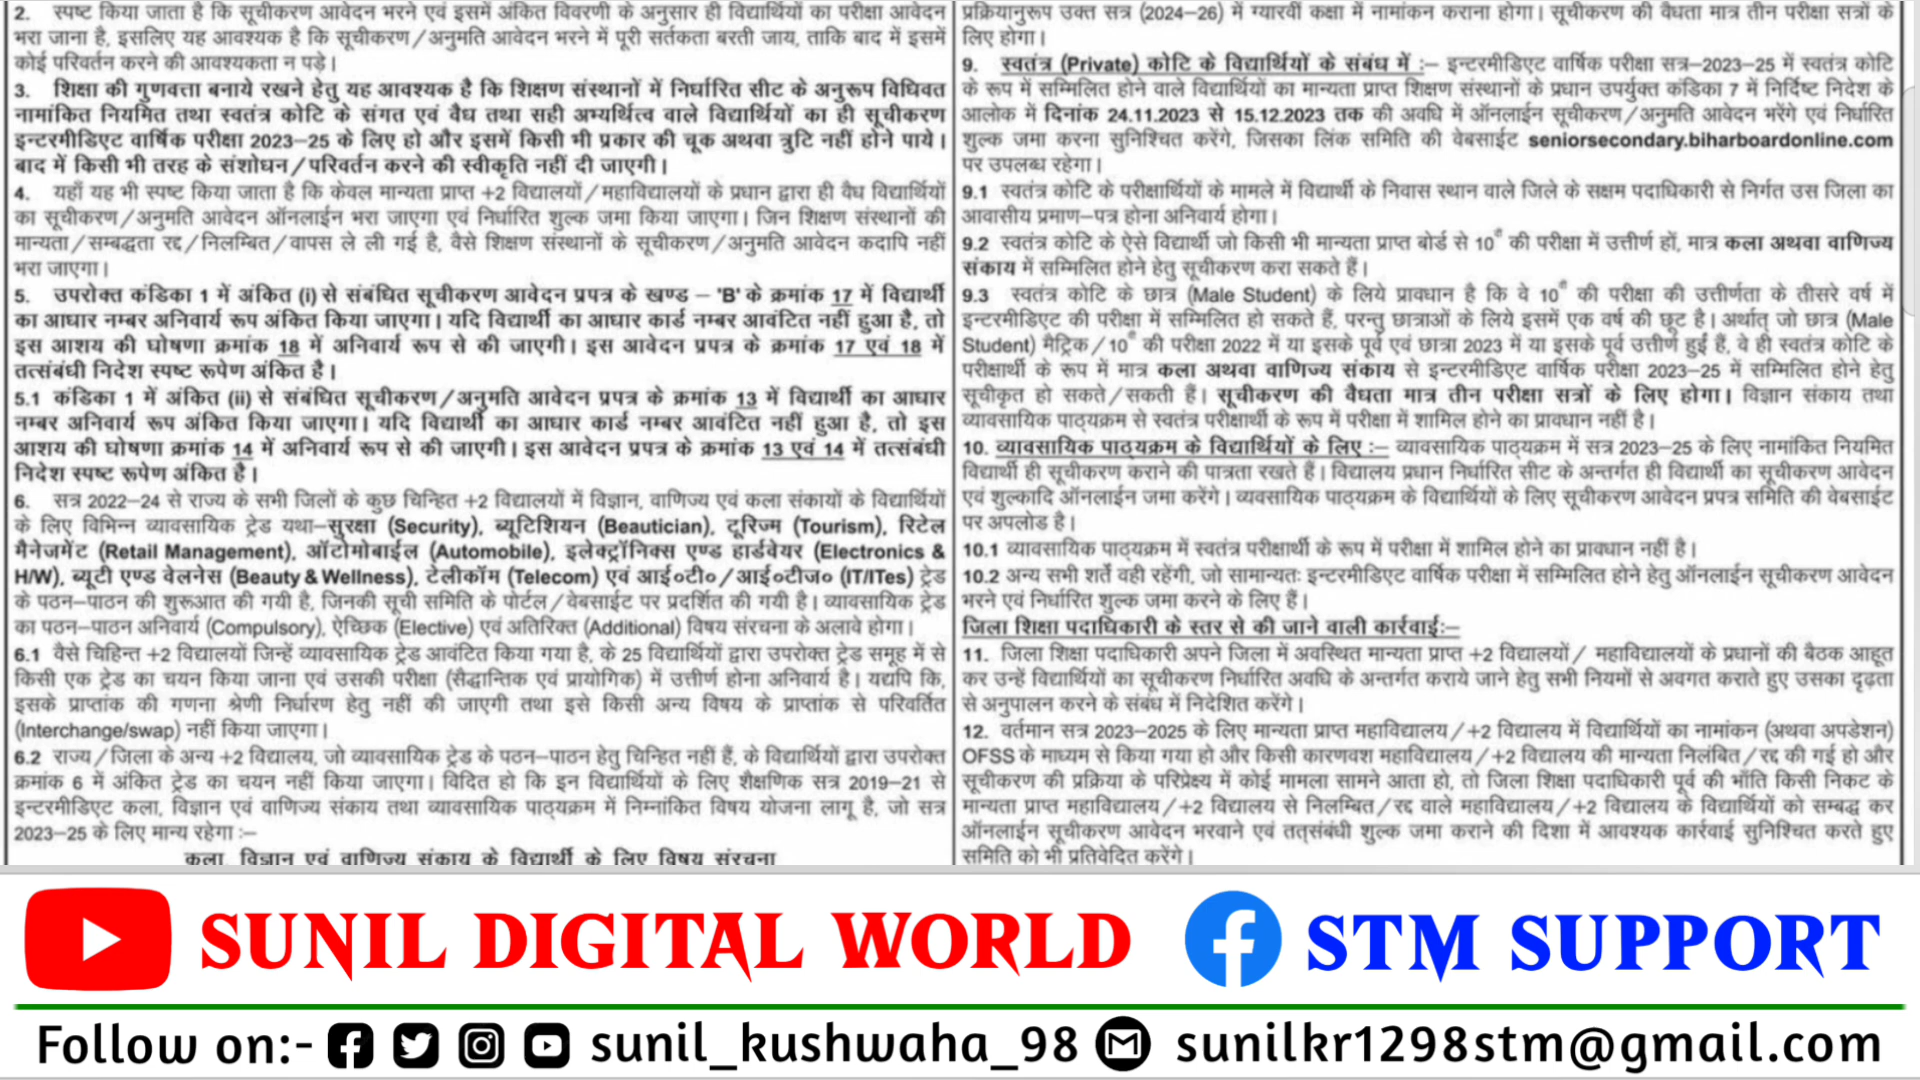 2. स्पष्ट किया जाता है कि सूचीकरण आवेदन भरने एवं इसमें अंकित विवरणी के अनुसार ही विद्यार्थियों का परीक्षा आवेदन
भरा जाना है, इसलिए यह आवश्यक है कि सूचीकरण/अनुमति आवेदन भरने में पूरी सर्तकता बरती जाय, ताकि बाद में इसमें
कोई परिवर्तन करने की आवश्यकता न पड़े।
3. शिक्षा की गुणवत्ता बनाये रखने हेतु यह आवश्यक है कि शिक्षण संस्थानों में निर्धारित सीट के अनुरूप विधिवत
नामांकित नियमित तथा स्वतंत्र कोटि के संगत एवं वैध तथा सही अभ्यर्थित्व वाले विद्यार्थियों का ही सूचीकरण
इन्टरमीडिएट वार्षिक परीक्षा 2023–25 के लिए हो और इसमें किसी भी प्रकार की चूक अथवा त्रुटि नहीं होने पाये।
बाद में किसी भी तरह के संशोधन/परिवर्तन करने की स्वीकृति नहीं दी जाएगी।
4. यहाँ यह भी स्पष्ट किया जाता है कि केवल मान्यता प्राप्त +2 विद्यालयों/महाविद्यालयों के प्रधान द्वारा ही वैध विद्यार्थियों
का सूचीकरण/अनुमति आवेदन ऑनलाईन भरा जाएगा एवं निर्धारित शुल्क जमा किया जाएगा। जिन शिक्षण संस्थानों की
मान्यता/सम्बद्धता रद्द/निलम्बित/वापस ले ली गई है, वैसे शिक्षण संस्थानों के सूचीकरण/अनुमति आवेदन कदापि नहीं
भरा जाएगा।
5. उपरोक्त कंडिका 1 में अंकित (i) से संबंधित सूचीकरण आवेदन प्रपत्र के खण्ड – 'B' के क्रमांक 17 में विद्यार्थी
का आधार नम्बर अनिवार्य रूप अंकित किया जाएगा। यदि विद्यार्थी का आधार कार्ड नम्बर आवंटित नहीं हुआ है, तो
इस आशय की घोषणा क्रमांक 18 में अनिवार्य रूप से की जाएगी। इस आवेदन प्रपत्र के क्रमांक 17 एवं 18 में
तत्संबंधी निदेश स्पष्ट रूपेण अंकित है।
5.1 कंडिका 1 में अंकित (ii) से संबंधित सूचीकरण/अनुमति आवेदन प्रपत्र के क्रमांक 13 में विद्यार्थी का आधार
नम्बर अनिवार्य रूप अंकित किया जाएगा। यदि विद्यार्थी का आधार कार्ड नम्बर आवंटित नहीं हुआ है, तो इस
आशय की घोषणा क्रमांक 14 में अनिवार्य रूप से की जाएगी। इस आवेदन प्रपत्र के क्रमांक 13 एवं 14 में तत्संबंधी
निदेश स्पष्ट रूपेण अंकित है।
6. सत्र 2022–24 से राज्य के सभी जिलों के कुछ चिन्हित +2 विद्यालयों में विज्ञान, वाणिज्य एवं कला संकायों के विद्यार्थियों
के लिए विभिन्न व्यावसायिक ट्रेड यथा–सुरक्षा (Security), ब्यूटिशियन (Beautician), टूरिज्म (Tourism), रिटेल
मैनेजमेंट (Retail Management), ऑटोमोबाईल (Automobile), इलेक्ट्रॉनिक्स एण्ड हार्डवेयर (Electronics &
H/W), ब्यूटी एण्ड वेलनेस (Beauty & Wellness), टेलीकॉम (Telecom) एवं आई०टी०/आई०टीज० (IT/ITes) ट्रेड
के पठन–पाठन की शुरूआत की गयी है, जिनकी सूची समिति के पोर्टल/वेबसाईट पर प्रदर्शित की गयी है। व्यावसायिक ट्रेड
का पठन–पाठन अनिवार्य (Compulsory), ऐच्छिक (Elective) एवं अतिरिक्त (Additional) विषय संरचना के अलावे होगा।
6.1 वैसे चिहिन्त +2 विद्यालयों जिन्हें व्यावसायिक ट्रेड आवंटित किया गया है, के 25 विद्यार्थियों द्वारा उपरोक्त ट्रेड समूह में से
किसी एक ट्रेड का चयन किया जाना एवं उसकी परीक्षा (सैद्धान्तिक एवं प्रायोगिक) में उत्तीर्ण होना अनिवार्य है। यद्यपि कि,
इसके प्राप्तांक की गणना श्रेणी निर्धारण हेतु नहीं की जाएगी तथा इसे किसी अन्य विषय के प्राप्तांक से परिवर्तित
(Interchange/swap) नहीं किया जाएगा।
6.2 राज्य/जिला के अन्य +2 विद्यालय, जो व्यावसायिक ट्रेड के पठन–पाठन हेतु चिन्हित नहीं हैं, के विद्यार्थियों द्वारा उपरोक्त
क्रमांक 6 में अंकित ट्रेड का चयन नहीं किया जाएगा। विदित हो कि इन विद्यार्थियों के लिए शैक्षणिक सत्र 2019–21 से
इन्टरमीडिएट कला, विज्ञान एवं वाणिज्य संकाय तथा व्यावसायिक पाठ्यक्रम में निम्नांकित विषय योजना लागू है, जो सत्र
2023–25 के लिए मान्य रहेगा :–
कला, विज्ञान एवं वाणिज्य संकाय के विद्यार्थी के लिए विषय संरचना
प्रक्रियानुरूप उक्त सत्र (2024–26) में ग्यारवीं कक्षा में नामांकन कराना होगा। सूचीकरण की वैधता मात्र तीन परीक्षा सत्रों के
लिए होगा।
9. स्वतंत्र (Private) कोटि के विद्यार्थियों के संबंध में :– इन्टरमीडिएट वार्षिक परीक्षा सत्र–2023–25 में स्वतंत्र कोटि
के रूप में सम्मिलित होने वाले विद्यार्थियों का मान्यता प्राप्त शिक्षण संस्थानों के प्रधान उपर्युक्त कंडिका 7 में निर्दिष्ट निदेश के
आलोक में दिनांक 24.11.2023 से 15.12.2023 तक की अवधि में ऑनलाईन सूचीकरण/अनुमति आवेदन भरेंगे एवं निर्धारित
शुल्क जमा करना सुनिश्चित करेंगे, जिसका लिंक समिति की वेबसाईट seniorsecondary.biharboardonline.com
पर उपलब्ध रहेगा।
9.1 स्वतंत्र कोटि के परीक्षार्थियों के मामले में विद्यार्थी के निवास स्थान वाले जिले के सक्षम पदाधिकारी से निर्गत उस जिला का
आवासीय प्रमाण–पत्र होना अनिवार्य होगा।
9.2 स्वतंत्र कोटि के ऐसे विद्यार्थी जो किसी भी मान्यता प्राप्त बोर्ड से 10th की परीक्षा में उत्तीर्ण हों, मात्र कला अथवा वाणिज्य
संकाय में सम्मिलित होने हेतु सूचीकरण करा सकते हैं।
9.3 स्वतंत्र कोटि के छात्र (Male Student) के लिये प्रावधान है कि वे 10th की परीक्षा की उत्तीर्णता के तीसरे वर्ष में
इन्टरमीडिएट की परीक्षा में सम्मिलित हो सकते हैं, परन्तु छात्राओं के लिये इसमें एक वर्ष की छूट है। अर्थात् जो छात्र (Male
Student) मैट्रिक/10th की परीक्षा 2022 में या इसके पूर्व एवं छात्रा 2023 में या इसके पूर्व उत्तीर्ण हुई हैं, वे ही स्वतंत्र कोटि के
परीक्षार्थी के रूप में मात्र कला अथवा वाणिज्य संकाय से इन्टरमीडिएट वार्षिक परीक्षा 2023–25 में सम्मिलित होने हेतु
सूचीकृत हो सकते/सकती हैं। सूचीकरण की वैधता मात्र तीन परीक्षा सत्रों के लिए होगा। विज्ञान संकाय तथा
व्यावसायिक पाठ्यक्रम से स्वतंत्र परीक्षार्थी के रूप में परीक्षा में शामिल होने का प्रावधान नहीं है।
10. व्यावसायिक पाठ्यक्रम के विद्यार्थियों के लिए :– व्यावसायिक पाठ्यक्रम में सत्र 2023–25 के लिए नामांकित नियमित
विद्यार्थी ही सूचीकरण कराने की पात्रता रखते हैं। विद्यालय प्रधान निर्धारित सीट के अन्तर्गत ही विद्यार्थी का सूचीकरण आवेदन
एवं शुल्कादि ऑनलाईन जमा करेंगे। व्यवसायिक पाठ्यक्रम के विद्यार्थियों के लिए सूचीकरण आवेदन प्रपत्र समिति की वेबसाईट
पर अपलोड है।
10.1 व्यावसायिक पाठ्यक्रम में स्वतंत्र परीक्षार्थी के रूप में परीक्षा में शामिल होने का प्रावधान नहीं है।
10.2 अन्य सभी शर्तें वही रहेंगी, जो सामान्यतः इन्टरमीडिएट वार्षिक परीक्षा में सम्मिलित होने हेतु ऑनलाईन सूचीकरण आवेदन
भरने एवं निर्धारित शुल्क जमा करने के लिए हैं।
जिला शिक्षा पदाधिकारी के स्तर से की जाने वाली कार्रवाई:–
11. जिला शिक्षा पदाधिकारी अपने जिला में अवस्थित मान्यता प्राप्त +2 विद्यालयों/ महाविद्यालयों के प्रधानों की बैठक आहूत
कर उन्हें विद्यार्थियों का सूचीकरण निर्धारित अवधि के अन्तर्गत कराये जाने हेतु सभी नियमों से अवगत कराते हुए उसका दृढ़ता
से अनुपालन करने के संबंध में निदेशित करेंगे।
12. वर्तमान सत्र 2023–2025 के लिए मान्यता प्राप्त महाविद्यालय/+2 विद्यालय में विद्यार्थियों का नामांकन (अथवा अपडेशन)
OFSS के माध्यम से किया गया हो और किसी कारणवश महाविद्यालय/+2 विद्यालय की मान्यता निलंबित/रद्द की गई हो और
सूचीकरण की प्रक्रिया के परिप्रेक्ष्य में कोई मामला सामने आता हो, तो जिला शिक्षा पदाधिकारी पूर्व की भाँति किसी निकट के
मान्यता प्राप्त महाविद्यालय/+2 विद्यालय से निलम्बित/रद्द वाले महाविद्यालय/+2 विद्यालय के विद्यार्थियों को सम्बद्ध कर
ऑनलाईन सूचीकरण आवेदन भरवाने एवं तत्संबंधी शुल्क जमा कराने की दिशा में आवश्यक कार्रवाई सुनिश्चित करते हुए
समिति को भी प्रतिवेदित करेंगे।
SUNIL DIGITAL WORLD
STM SUPPORT
Follow on:- sunil_kushwaha_98 sunilkr1298stm@gmail.com